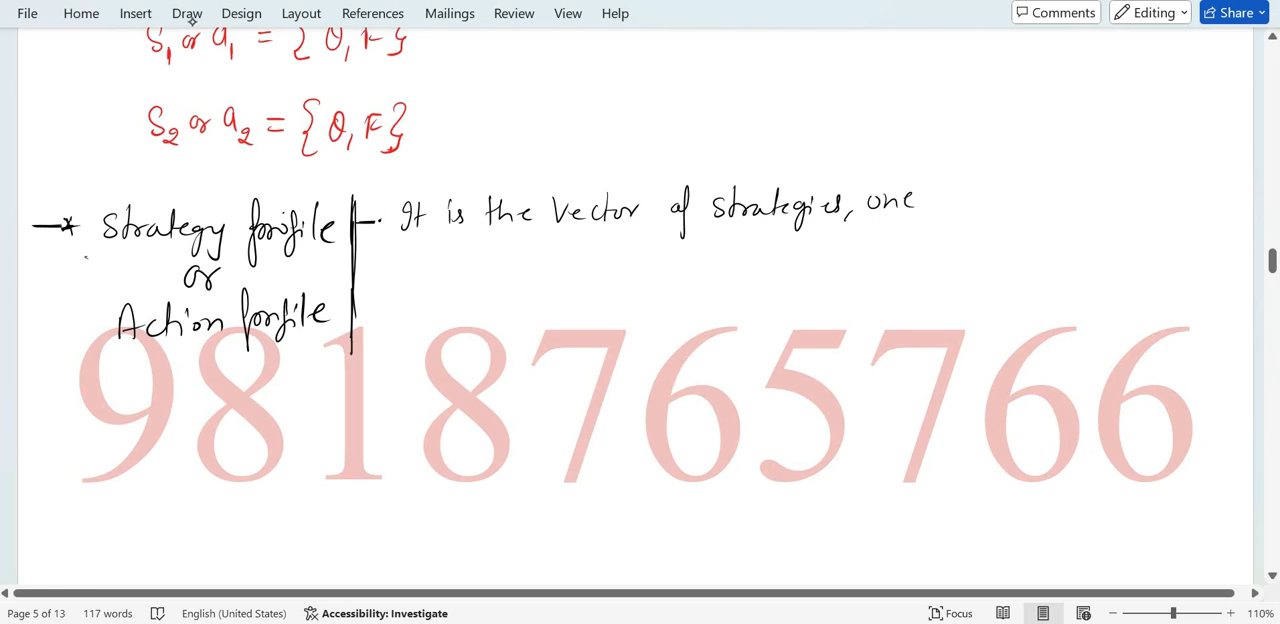 File Home Insert Draw Design Layout References Mailings Review View Help Comments Editing Share
S1 or a1 = { O, F }
S2 or a2 = { O, F }
Strategy profile It is the vector of strategies, one
or
Action profile
9818765766
Page 5 of 13 117 words English (United States) Accessibility: Investigate Focus 110%